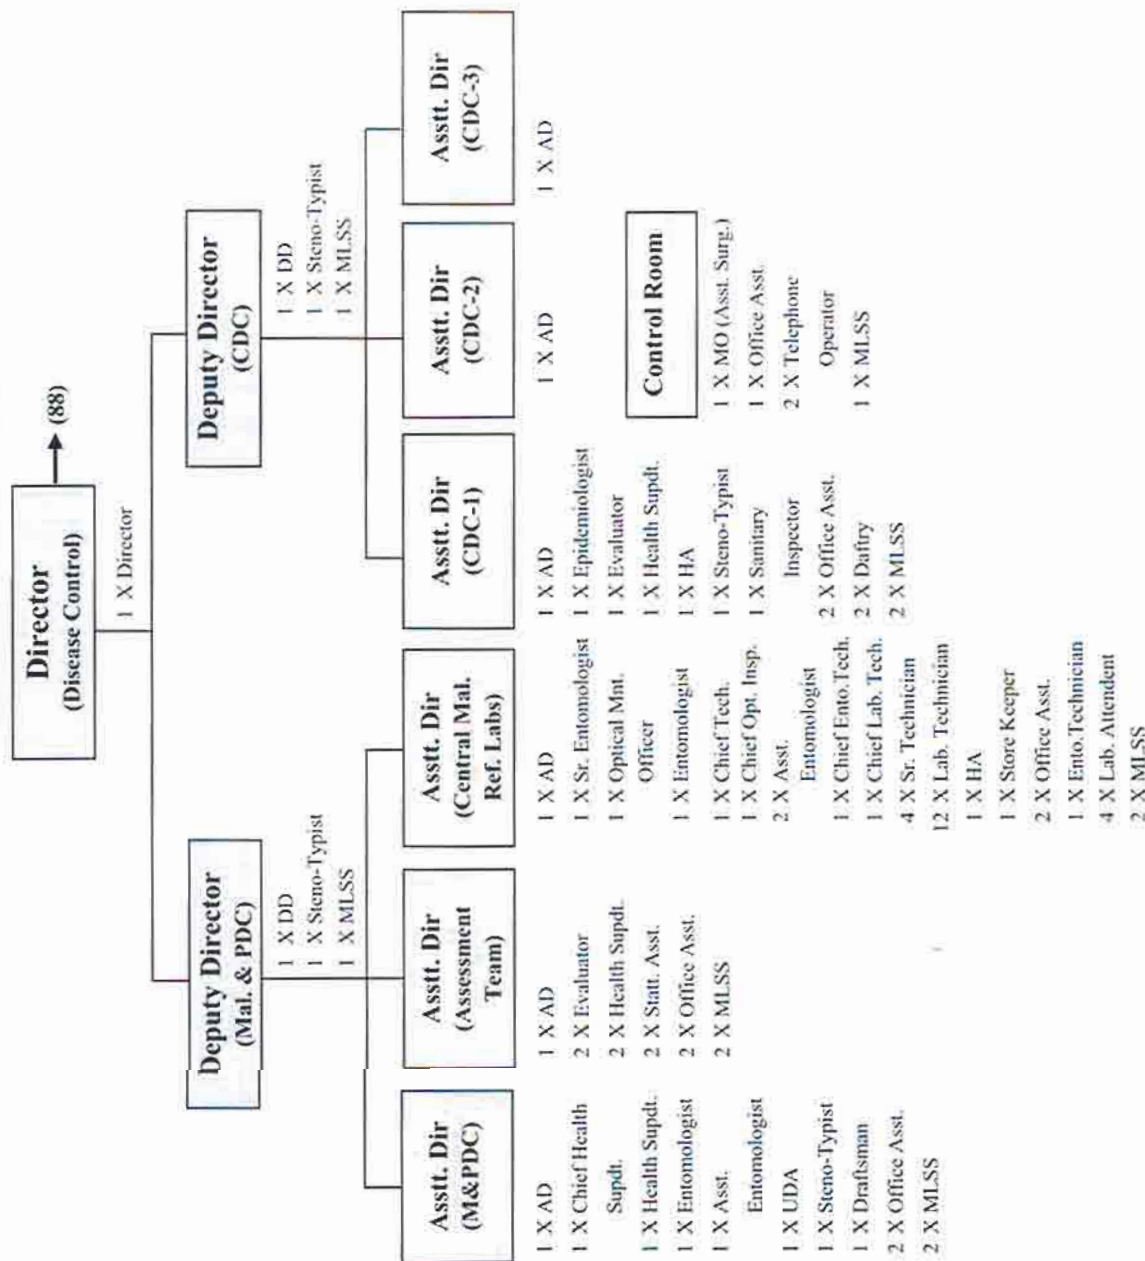 Director
(Disease Control)
(88)
1 X Director
Deputy Director
(Mal. & PDC)
1 X DD
1 X Steno-Typist
1 X MLSS
Deputy Director
(CDC)
1 X DD
1 X Steno-Typist
1 X MLSS
Asstt. Dir
(M&PDC)
1 X AD
1 X Chief Health
Supdt.
1 X Health Supdt.
1 X Entomologist
1 X Asst.
Entomologist
1 X UDA
1 X Steno-Typist
1 X Draftsman
2 X Office Asst.
2 X MLSS
Asstt. Dir
(Assessment
Team)
1 X AD
2 X Evaluator
2 X Health Supdt.
2 X Statt. Asst.
2 X Office Asst.
2 X MLSS
Asstt. Dir
(Central Mal.
Ref. Labs)
1 X AD
1 X Sr. Entomologist
1 X Optical Mnt.
Officer
1 X Entomologist
1 X Chief Tech.
1 X Chief Opt. Insp.
2 X Asst.
Entomologist
1 X Chief Ento.Tech.
1 X Chief Lab. Tech.
4 X Sr. Technician
12 X Lab. Technician
1 X HA
1 X Store Keeper
2 X Office Asst.
1 X Ento.Technician
4 X Lab. Attendent
2 X MLSS
Asstt. Dir
(CDC-1)
1 X AD
1 X Epidemiologist
1 X Evaluator
1 X Health Supdt.
1 X HA
1 X Steno-Typist
1 X Sanitary
Inspector
2 X Office Asst.
2 X Daftry
2 X MLSS
Asstt. Dir
(CDC-2)
1 X AD
Asstt. Dir
(CDC-3)
1 X AD
Control Room
1 X MO (Asst. Surg.)
1 X Office Asst.
2 X Telephone
Operator
1 X MLSS